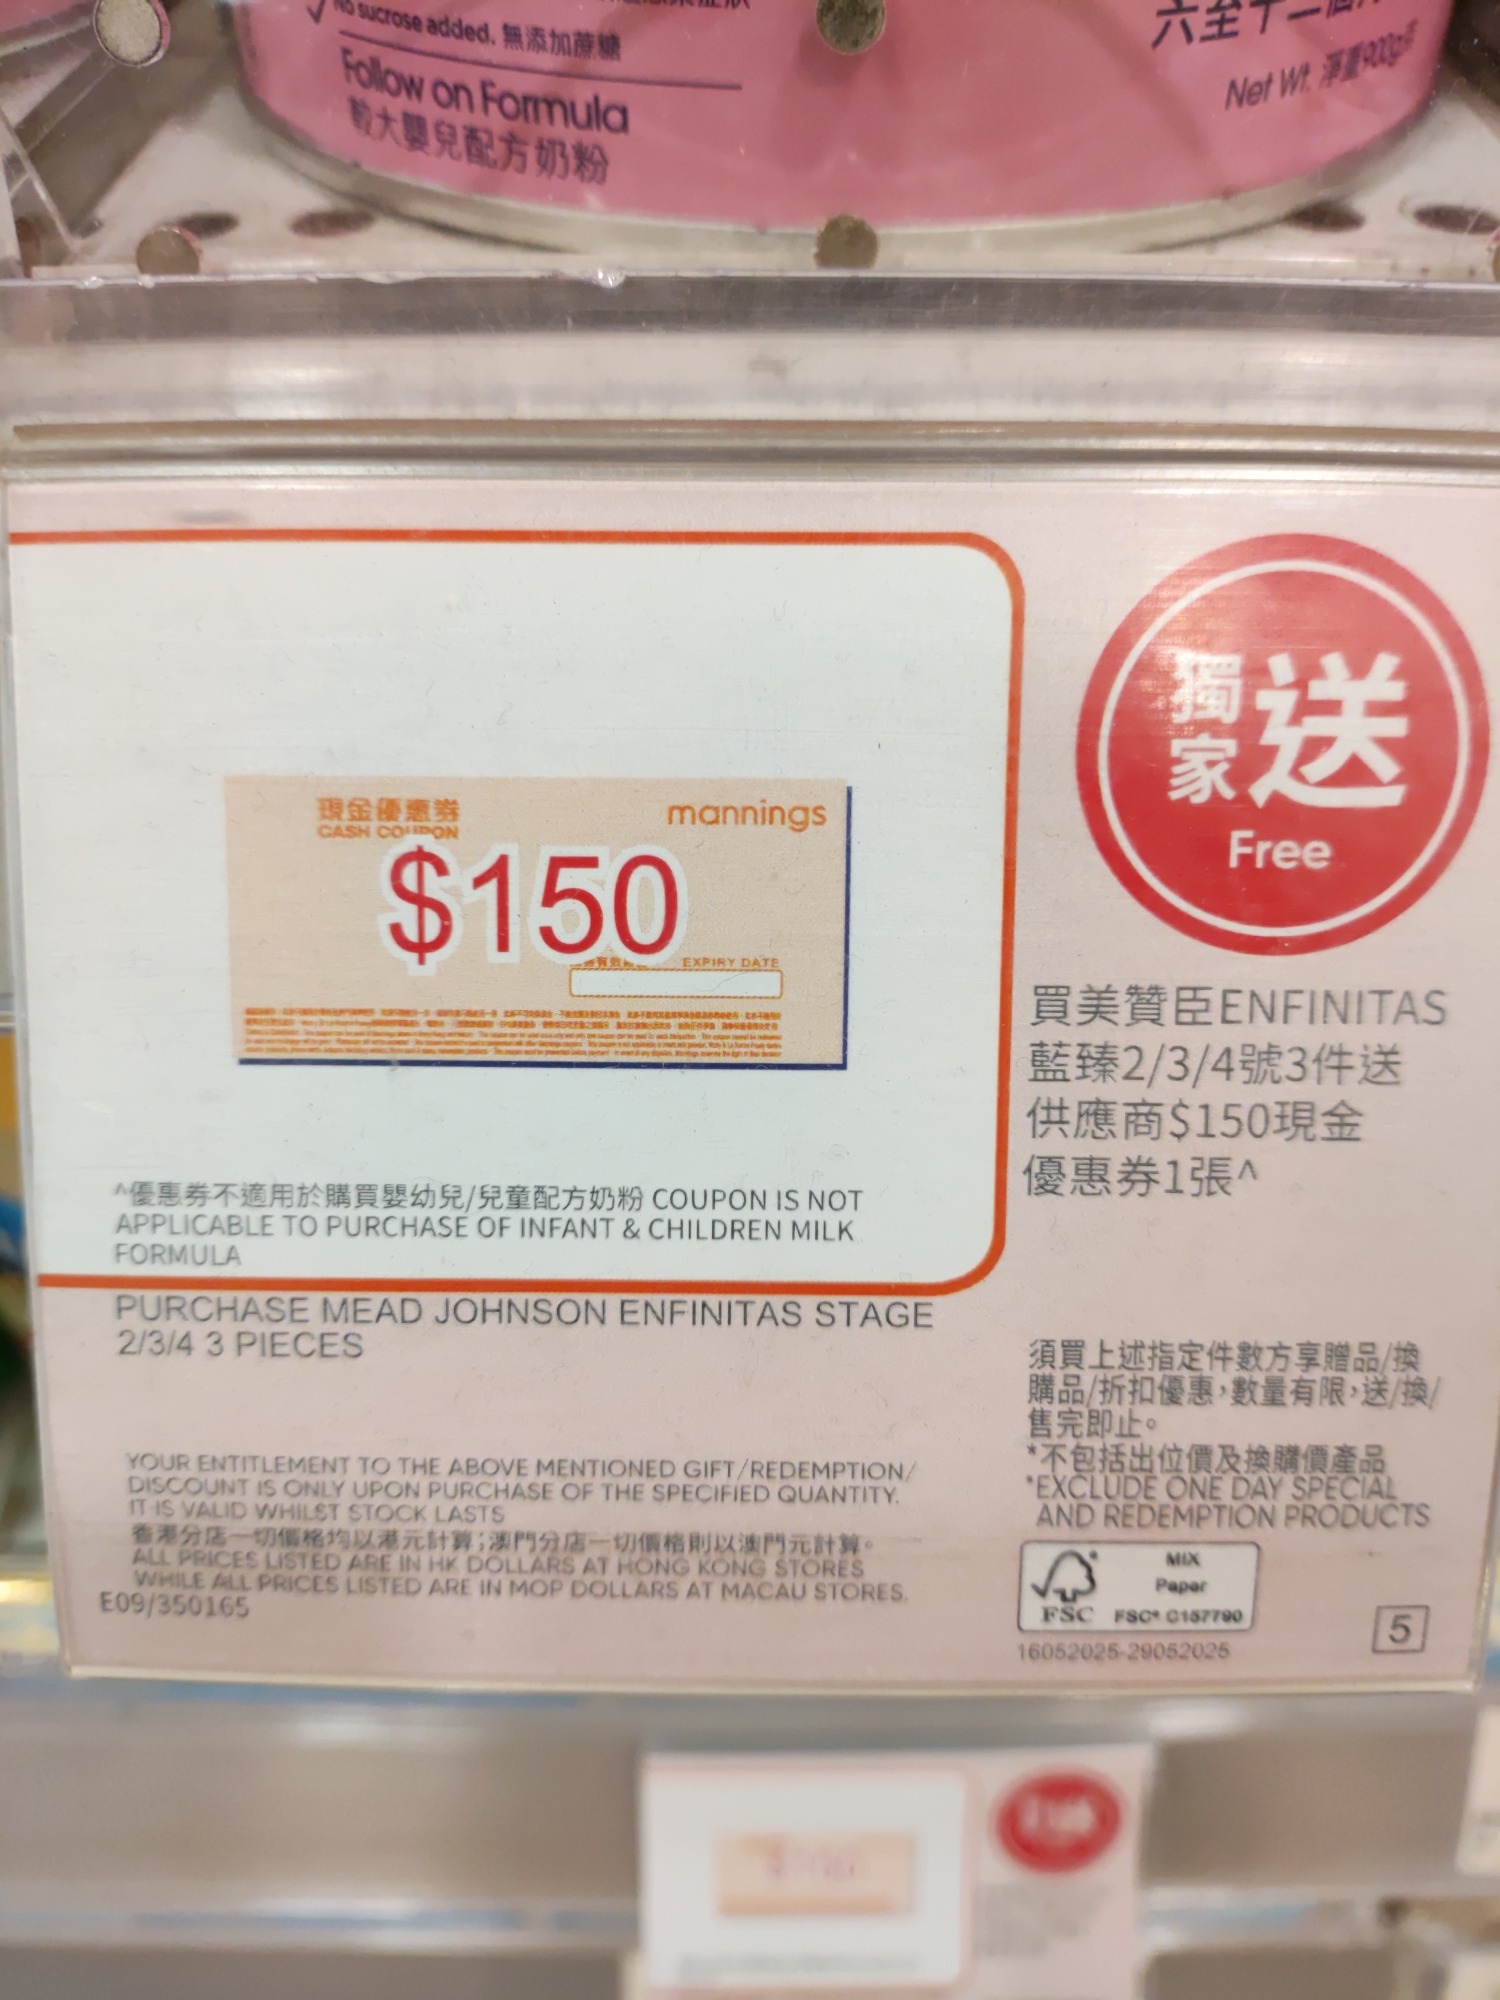 No sucrose added. 無添加蔗糖
Follow on Formula
較大嬰兒配方奶粉
六至十二個月
Net Wt. 淨重900g
現金優惠券
CASH COUPON
mannings
$150
EXPIRY DATE
^優惠券不適用於購買嬰幼兒/兒童配方奶粉 COUPON IS NOT
APPLICABLE TO PURCHASE OF INFANT & CHILDREN MILK
FORMULA
PURCHASE MEAD JOHNSON ENFINITAS STAGE
2/3/4 3 PIECES
YOUR ENTITLEMENT TO THE ABOVE MENTIONED GIFT/REDEMPTION/
DISCOUNT IS ONLY UPON PURCHASE OF THE SPECIFIED QUANTITY.
IT IS VALID WHILST STOCK LASTS
香港分店一切價格均以港元計算;澳門分店一切價格則以澳門元計算。
ALL PRICES LISTED ARE IN HK DOLLARS AT HONG KONG STORES
WHILE ALL PRICES LISTED ARE IN MOP DOLLARS AT MACAU STORES.
E09/350165
獨家送
Free
買美贊臣ENFINITAS
藍臻2/3/4號3件送
供應商$150現金
優惠券1張^
須買上述指定件數方享贈品/換
購品/折扣優惠,數量有限,送/換/
售完即止。
*不包括出位價及換購價產品
*EXCLUDE ONE DAY SPECIAL
AND REDEMPTION PRODUCTS
MIX
Paper
FSC
FSC® C157790
16052025-29052025
5